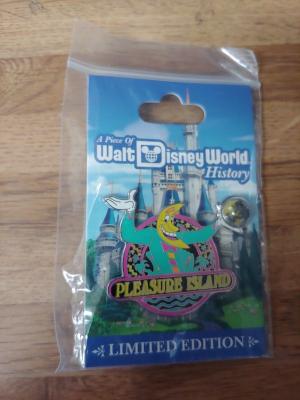 A Piece Of
Walt Disney World
History
PLEASURE ISLAND
LIMITED EDITION